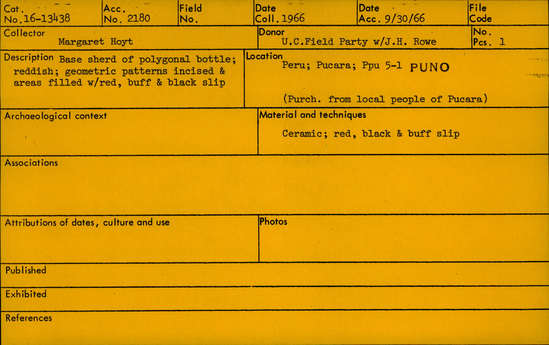 Cat. No. 16-13438 Acc. No. 2180 Field No. Date Coll. 1966 Date Acc. 9/30/66 File Code
Collector Margaret Hoyt Donor U.C.Field Party w/J.H. Rowe No. Pcs. 1
Description Base sherd of polygonal bottle;
reddish; geometric patterns incised &
areas filled w/red, buff & black slip
Location
Peru; Pucara; Ppu 5-1 PUNO
(Purch. from local people of Pucara)
Archaeological context
Material and techniques
Ceramic; red, black & buff slip
Associations
Attributions of dates, culture and use
Photos
Published
Exhibited
References